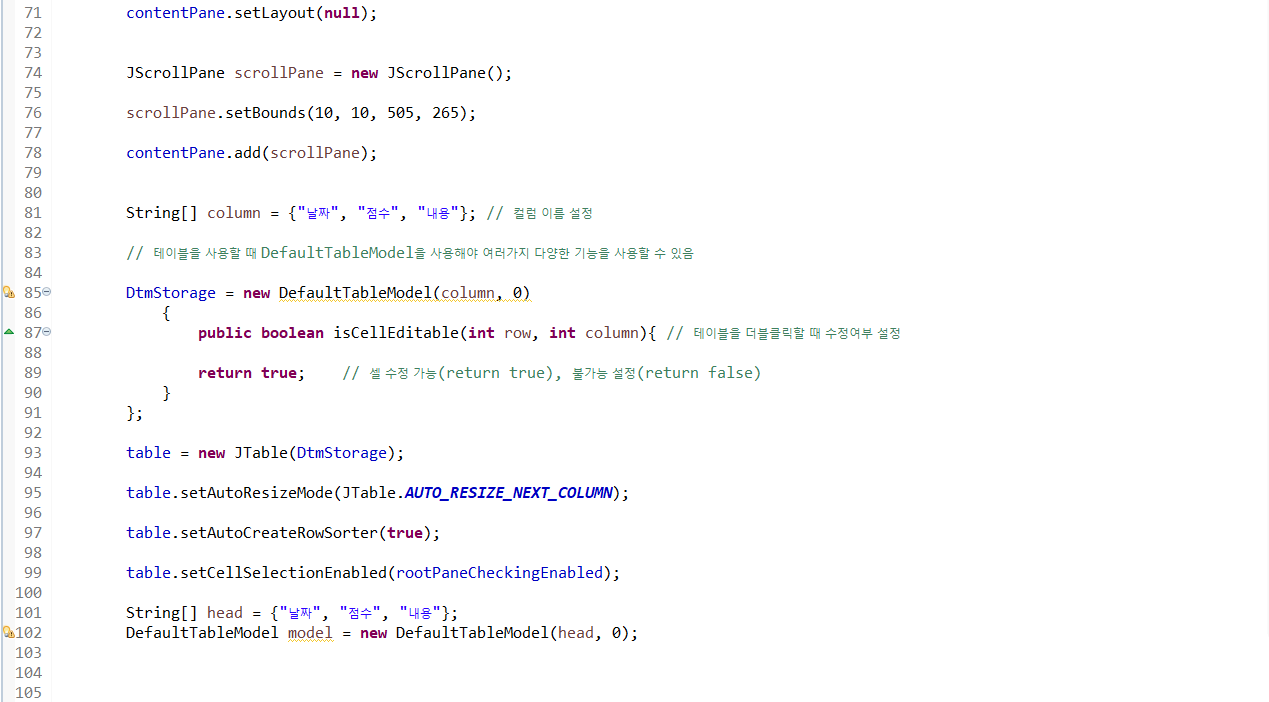 71 contentPane.setLayout(null);
72
73
74 JScrollPane scrollPane = new JScrollPane();
75
76 scrollPane.setBounds(10, 10, 505, 265);
77
78 contentPane.add(scrollPane);
79
80
81 String[] column = {"날짜", "점수", "내용"}; // 컬럼 이름 설정
82
83 // 테이블을 사용할 때 DefaultTableModel을 사용해야 여러가지 다양한 기능을 사용할 수 있음
84
85 DtmStorage = new DefaultTableModel(column, 0)
86 {
87 public boolean isCellEditable(int row, int column){ // 테이블을 더블클릭할 때 수정여부 설정
88
89 return true; // 셀 수정 가능(return true), 불가능 설정(return false)
90 }
91 };
92
93 table = new JTable(DtmStorage);
94
95 table.setAutoResizeMode(JTable.AUTO_RESIZE_NEXT_COLUMN);
96
97 table.setAutoCreateRowSorter(true);
98
99 table.setCellSelectionEnabled(rootPaneCheckingEnabled);
100
101 String[] head = {"날짜", "점수", "내용"};
102 DefaultTableModel model = new DefaultTableModel(head, 0);
103
104
105